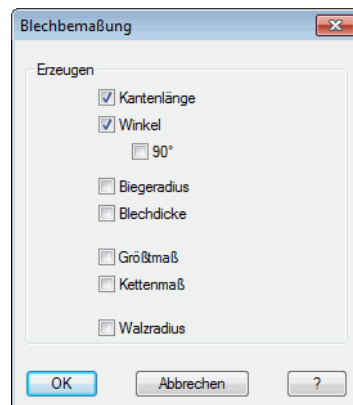 Blechbemaßung
Erzeugen
Kantenlänge
Winkel
90°
Biegeradius
Blechdicke
Größtmaß
Kettenmaß
Walzradius
OK
Abbrechen
?